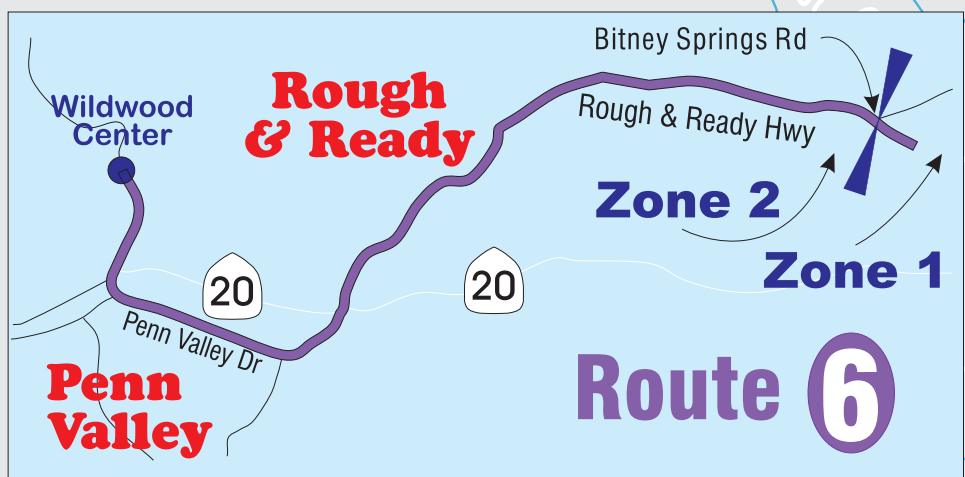 Bitney Springs Rd
Rough
& Ready
Wildwood
Center
Rough & Ready Hwy
Zone 2
Zone 1
20
20
Penn Valley Dr
Penn
Valley
Route 6